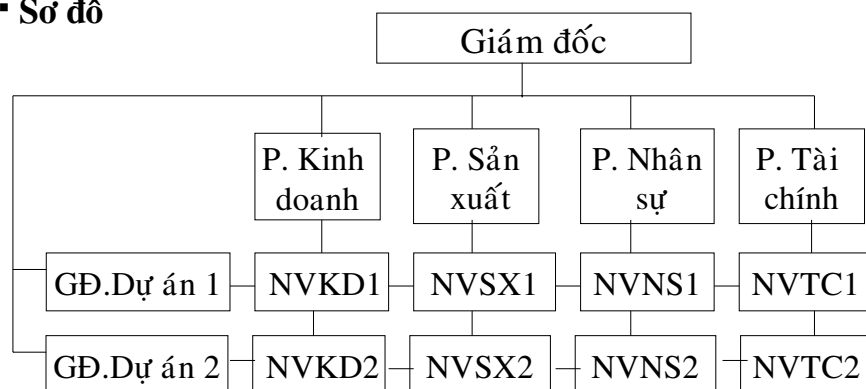 ▪ Sơ đồ
Giám đốc
P. Kinh
doanh
P. Sản
xuất
P. Nhân
sự
P. Tài
chính
GĐ.Dự án 1
NVKD1
NVSX1
NVNS1
NVTC1
GĐ.Dự án 2
NVKD2
NVSX2
NVNS2
NVTC2